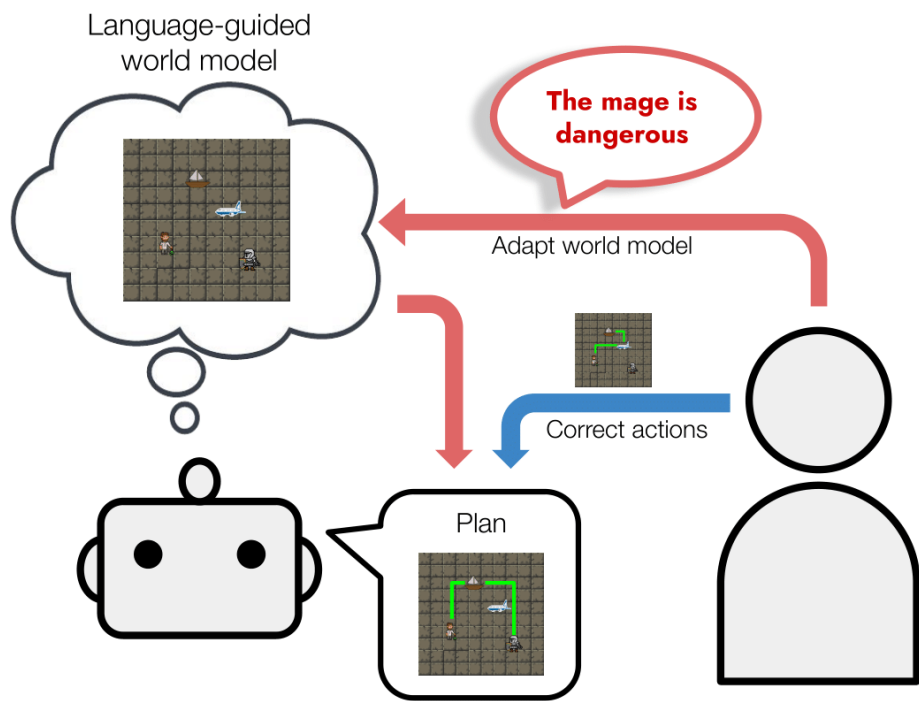 Language-guided
world model
The mage is
dangerous
Adapt world model
Correct actions
Plan